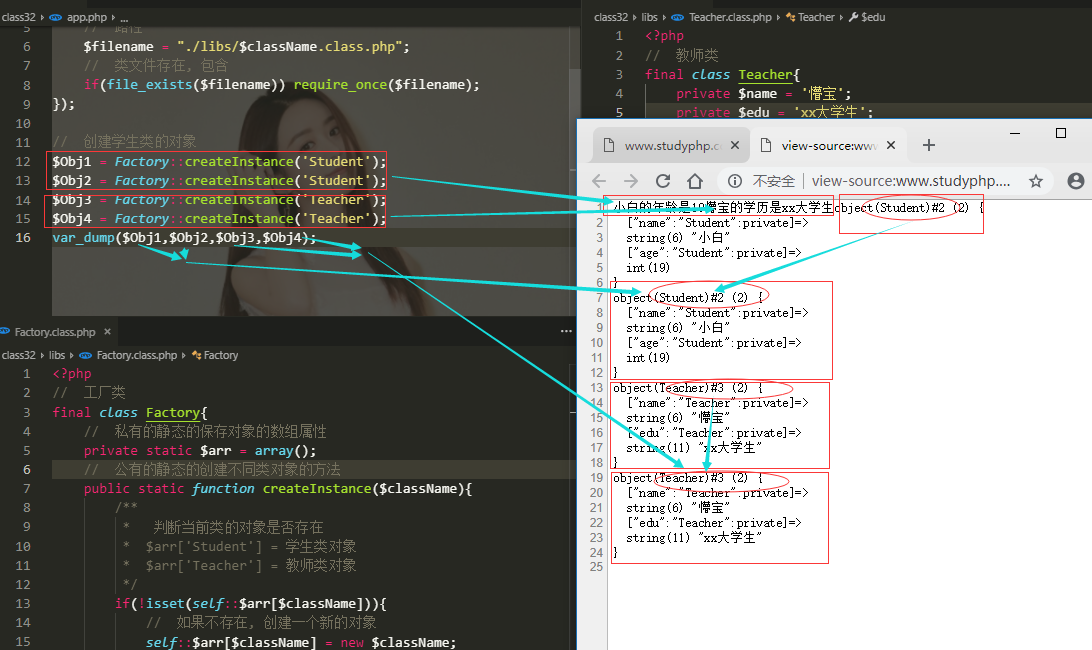 class32 › app.php › ...
5 // 路径
6 $filename = "./libs/$className.class.php";
7 // 类文件存在, 包含
8 if(file_exists($filename)) require_once($filename);
9 });
10
11 // 创建学生类的对象
12 $Obj1 = Factory::createInstance('Student');
13 $Obj2 = Factory::createInstance('Student');
14 $Obj3 = Factory::createInstance('Teacher');
15 $Obj4 = Factory::createInstance('Teacher');
16 var_dump($Obj1,$Obj2,$Obj3,$Obj4);
Factory.class.php ×
...
class32 › libs › Factory.class.php › Factory
1 <?php
2 // 工厂类
3 final class Factory{
4 // 私有的静态的保存对象的数组属性
5 private static $arr = array();
6 // 公有的静态的创建不同类对象的方法
7 public static function createInstance($className){
8 /**
9 * 判断当前类的对象是否存在
10 * $arr['Student'] = 学生类对象
11 * $arr['Teacher'] = 教师类对象
12 */
13 if(!isset(self::$arr[$className])){
14 // 如果不存在, 创建一个新的对象
15 self::$arr[$className] = new $className;
class32 › libs › Teacher.class.php › Teacher › $edu
1 <?php
2 // 教师类
3 final class Teacher{
4 private $name = '懵宝';
5 private $edu = 'xx大学生';
www.studyphp.c ×
view-source:www ×
不安全 | view-source:www.studyphp....
1 小白的年龄是19懵宝的学历是xx大学生object(Student)#2 (2) {
2 ["name":"Student":private]=>
3 string(6) "小白"
4 ["age":"Student":private]=>
5 int(19)
6 }
7 object(Student)#2 (2) {
8 ["name":"Student":private]=>
9 string(6) "小白"
10 ["age":"Student":private]=>
11 int(19)
12 }
13 object(Teacher)#3 (2) {
14 ["name":"Teacher":private]=>
15 string(6) "懵宝"
16 ["edu":"Teacher":private]=>
17 string(11) "xx大学生"
18 }
19 object(Teacher)#3 (2) {
20 ["name":"Teacher":private]=>
21 string(6) "懵宝"
22 ["edu":"Teacher":private]=>
23 string(11) "xx大学生"
24 }
25